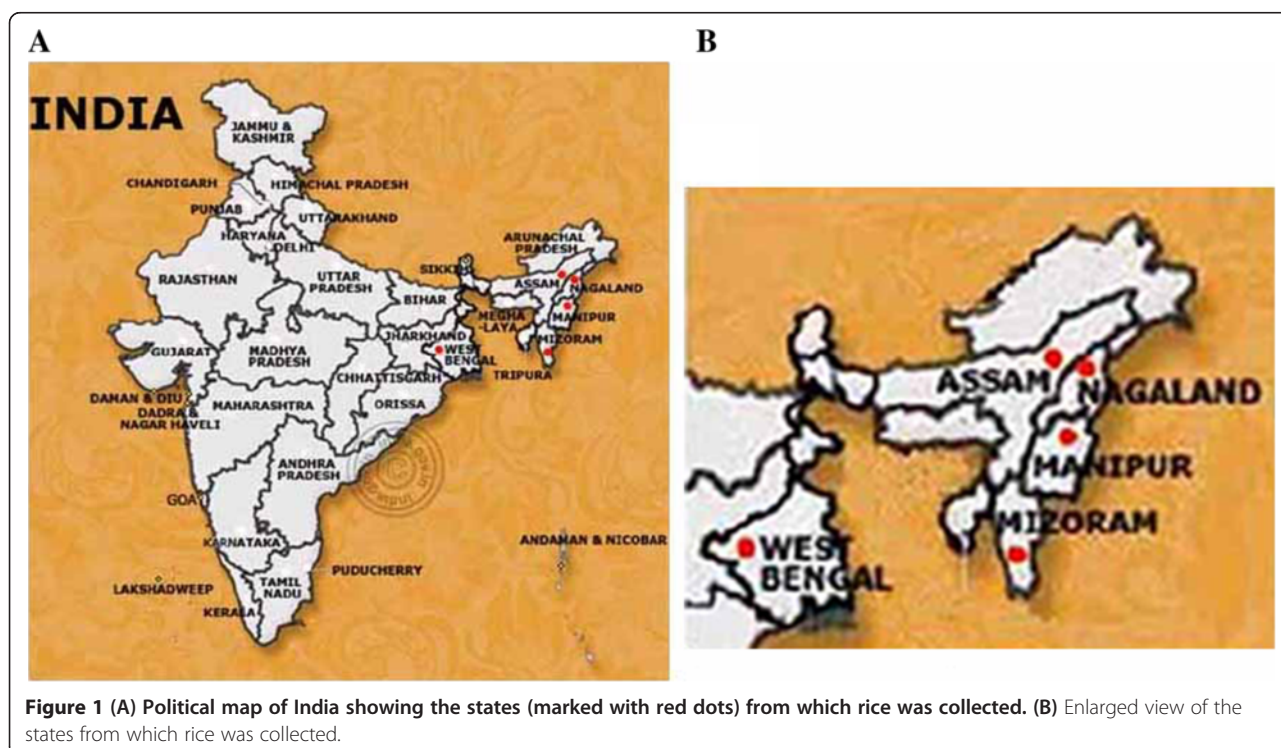 A
B
INDIA
JAMMU &
KASHMIR
CHANDIGARH
HIMACHAL PRADESH
PUNJAB
UTTARAKHAND
HARYANA
DELHI
RAJASTHAN
UTTAR
PRADESH
SIKKIM
ARUNACHAL
PRADESH
ASSAM
NAGALAND
BIHAR
MEGHA
-LAYA
MANIPUR
JHARKHAND
MIZORAM
GUJARAT
MADHYA
PRADESH
WEST
BENGAL
TRIPURA
CHHATTISGARH
DAMAN & DIU
DADRA &
NAGAR HAVELI
MAHARASHTRA
ORISSA
ANDHRA
PRADESH
GOA
KARNATAKA
ANDAMAN & NICOBAR
PUDUCHERRY
LAKSHADWEEP
TAMIL
NADU
KERALA
ASSAM
NAGALAND
MANIPUR
MIZORAM
WEST
BENGAL
Figure 1 (A) Political map of India showing the states (marked with red dots) from which rice was collected. (B) Enlarged view of the
states from which rice was collected.